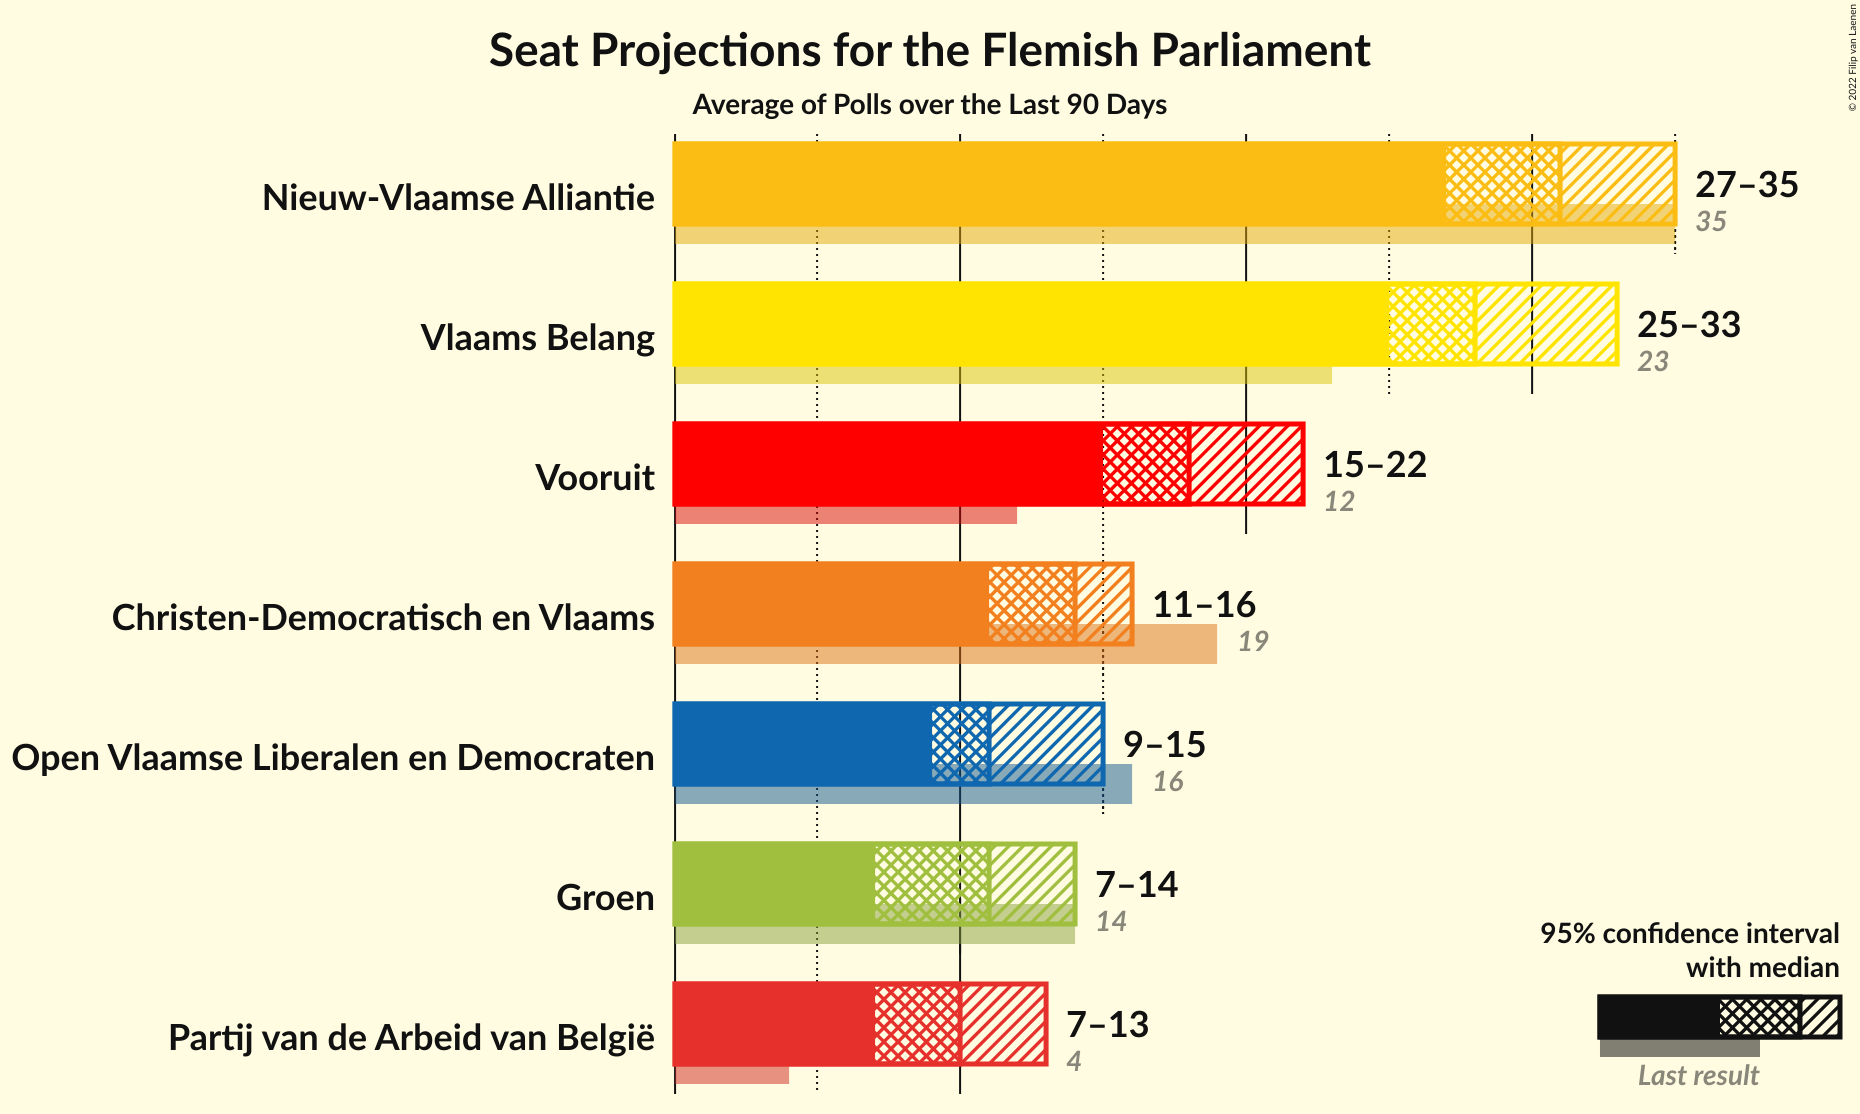 Seat Projections for the Flemish Parliament
Average of Polls over the Last 90 Days
© 2022 Filip van Laenen
Nieuw-Vlaamse Alliantie
27–35
35
Vlaams Belang
25–33
23
Vooruit
15–22
12
Christen-Democratisch en Vlaams
11–16
19
Open Vlaamse Liberalen en Democraten
9–15
16
Groen
7–14
14
Partij van de Arbeid van België
7–13
4
95% confidence interval
with median
Last result